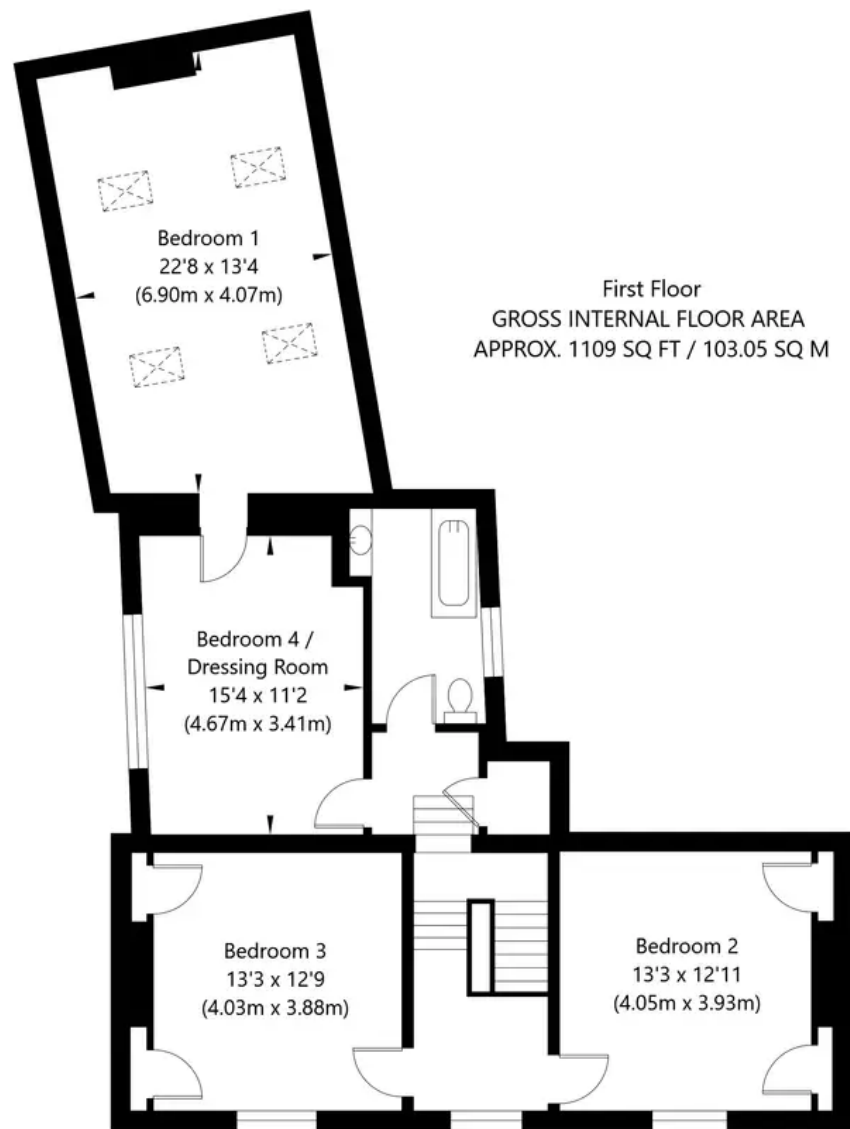 Bedroom 1
22'8 x 13'4
(6.90m x 4.07m)
First Floor
GROSS INTERNAL FLOOR AREA
APPROX. 1109 SQ FT / 103.05 SQ M
Bedroom 4 /
Dressing Room
15'4 x 11'2
(4.67m x 3.41m)
Bedroom 3
13'3 x 12'9
(4.03m x 3.88m)
Bedroom 2
13'3 x 12'11
(4.05m x 3.93m)